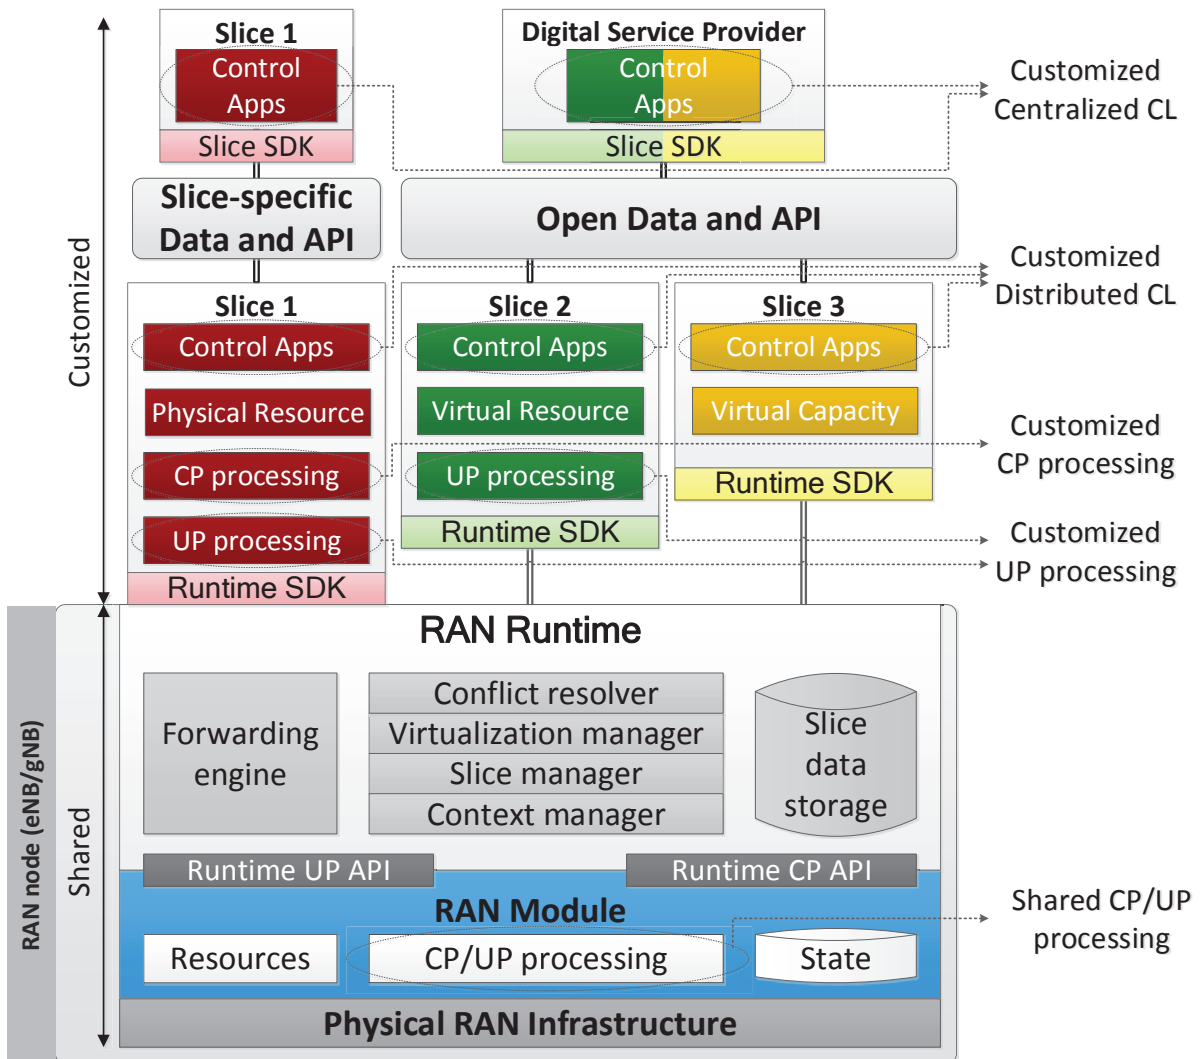 Slice 1
Control
Apps
Slice SDK
Digital Service Provider
Control
Apps
Slice SDK
Customized
Centralized CL
Slice-specific
Data and API
Open Data and API
Customized
Customized
Distributed CL
Slice 1
Control Apps
Physical Resource
CP processing
UP processing
Runtime SDK
Slice 2
Control Apps
Virtual Resource
UP processing
Runtime SDK
Slice 3
Control Apps
Virtual Capacity
Runtime SDK
Customized
CP processing
Customized
UP processing
RAN node (eNB/gNB)
Shared
RAN Runtime
Forwarding
engine
Conflict resolver
Virtualization manager
Slice manager
Context manager
Slice
data
storage
Runtime UP API
Runtime CP API
RAN Module
Resources
CP/UP processing
State
Shared CP/UP
processing
Physical RAN Infrastructure